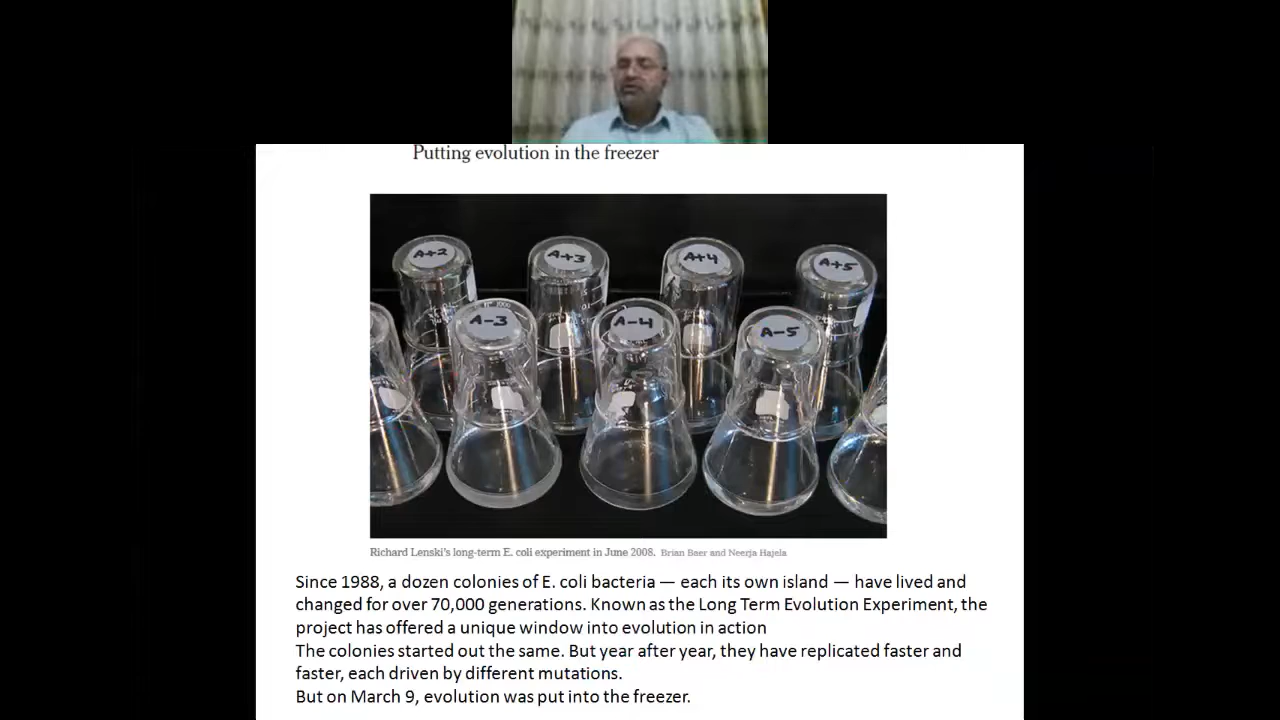 Putting evolution in the freezer
A+2
A+3
A+4
A+5
A-3
A-4
A-5
Richard Lenski's long-term E. coli experiment in June 2008. Brian Baer and Neerja Hajela
Since 1988, a dozen colonies of E. coli bacteria — each its own island — have lived and
changed for over 70,000 generations. Known as the Long Term Evolution Experiment, the
project has offered a unique window into evolution in action
The colonies started out the same. But year after year, they have replicated faster and
faster, each driven by different mutations.
But on March 9, evolution was put into the freezer.